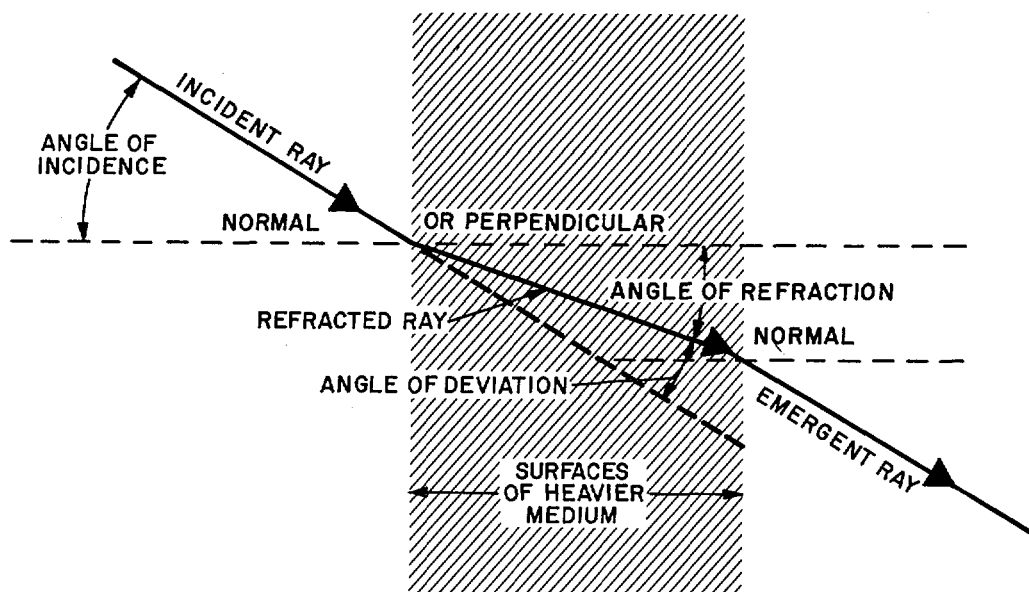 INCIDENT RAY
ANGLE OF
INCIDENCE
NORMAL OR PERPENDICULAR
ANGLE OF REFRACTION
REFRACTED RAY
NORMAL
ANGLE OF DEVIATION
EMERGENT RAY
SURFACES
OF HEAVIER
MEDIUM